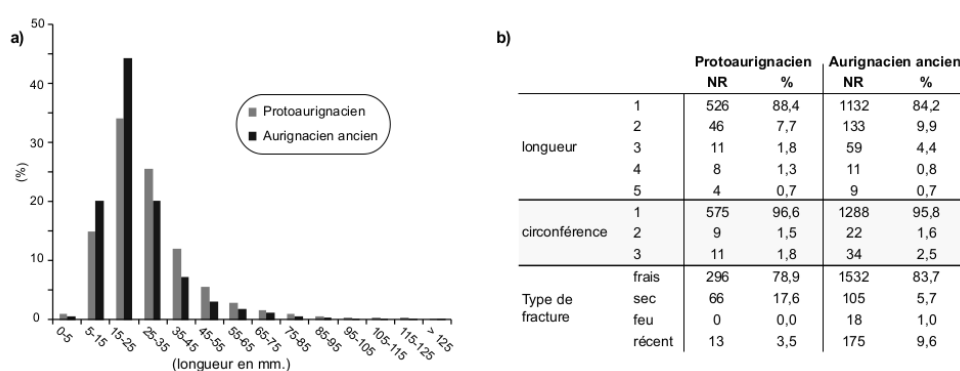 a)
50
40
30
20
10
0
(%)
Protoaurignacien
Aurignacien ancien
0-5 5-15 15-25 25-35 35-45 45-55 55-65 65-75 75-85 85-95 95-105 105-115 115-125 > 125
(longueur en mm.)
b)
Protoaurignacien Aurignacien ancien
NR % NR %
longueur
1 526 88,4 1132 84,2
2 46 7,7 133 9,9
3 11 1,8 59 4,4
4 8 1,3 11 0,8
5 4 0,7 9 0,7
circonférence
1 575 96,6 1288 95,8
2 9 1,5 22 1,6
3 11 1,8 34 2,5
Type de
fracture
frais 296 78,9 1532 83,7
sec 66 17,6 105 5,7
feu 0 0,0 18 1,0
récent 13 3,5 175 9,6